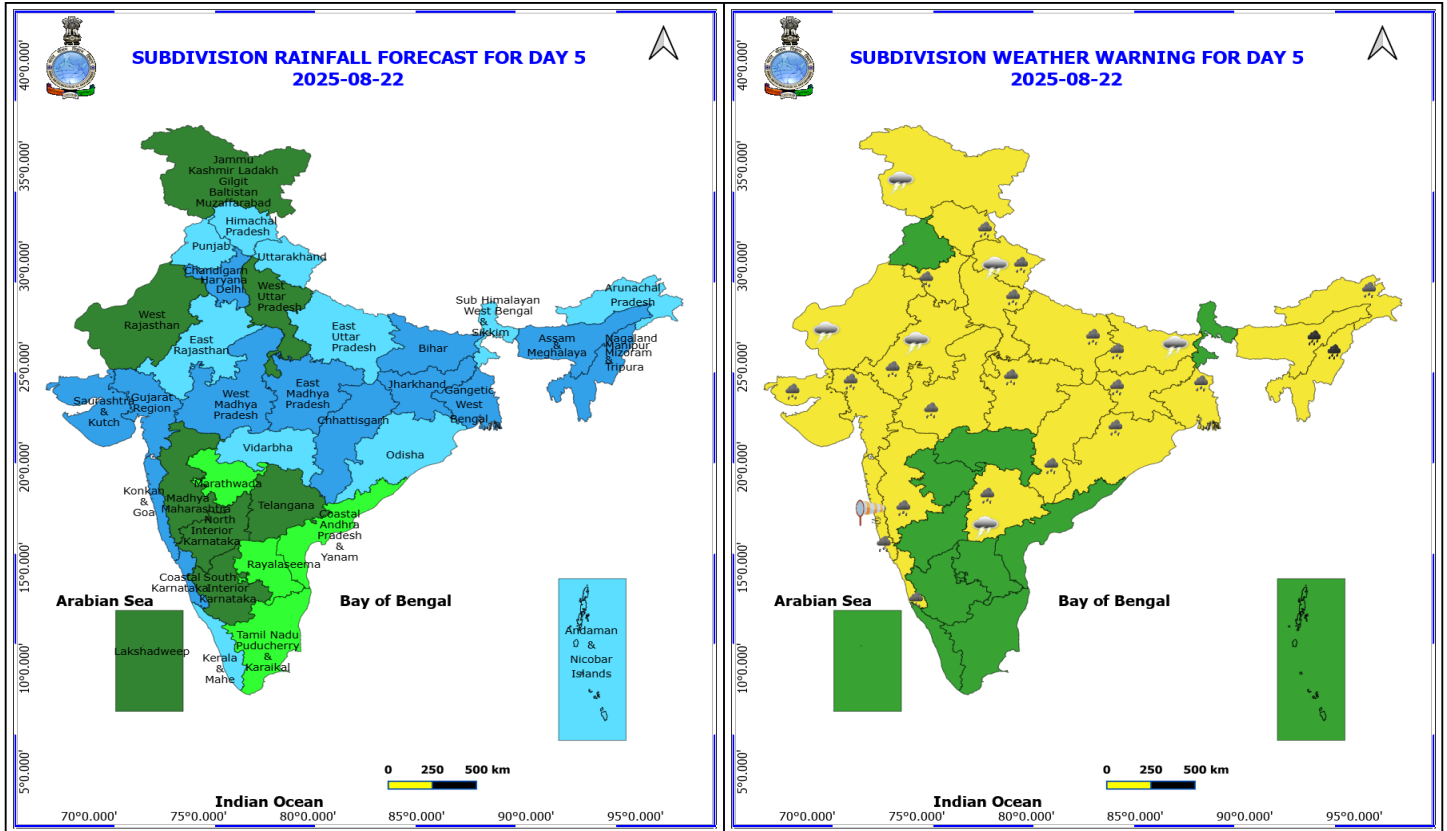 SUBDIVISION RAINFALL FORECAST FOR DAY 5
2025-08-22
40°0.000'
35°0.000'
30°0.000'
25°0.000'
20°0.000'
15°0.000'
10°0.000'
5°0.000'
Jammu
Kashmir Ladakh
Gilgit
Baltistan
Muzaffarabad
Himachal
Pradesh
Punjab
Uttarakhand
Chandigarh
Haryana
Delhi
West
Uttar
Pradesh
West
Rajasthan
East
Rajasthan
East
Uttar
Pradesh
Sub Himalayan
West Bengal
&
Sikkim
Arunachal
Pradesh
Assam
&
Meghalaya
Nagaland
Manipur
Mizoram
&
Tripura
Bihar
Jharkhand
Gangetic
West
Bengal
Saurashtra
&
Kutch
Gujarat
Region
West
Madhya
Pradesh
East
Madhya
Pradesh
Chhattisgarh
Vidarbha
Odisha
Konkan
&
Goa
Madhya
Maharashtra
Marathwada
Telangana
North
Interior
Karnataka
Coastal
Andhra
Pradesh
&
Yanam
Rayalaseema
Coastal
Karnataka
South
Interior
Karnataka
Tamil Nadu
Puducherry
&
Karaikal
Kerala
&
Mahe
Lakshadweep
Andaman
&
Nicobar
Islands
Arabian Sea
Bay of Bengal
Indian Ocean
0 250 500 km
70°0.000' 75°0.000' 80°0.000' 85°0.000' 90°0.000' 95°0.000'
SUBDIVISION WEATHER WARNING FOR DAY 5
2025-08-22
40°0.000'
35°0.000'
30°0.000'
25°0.000'
20°0.000'
15°0.000'
10°0.000'
5°0.000'
Arabian Sea
Bay of Bengal
Indian Ocean
0 250 500 km
70°0.000' 75°0.000' 80°0.000' 85°0.000' 90°0.000' 95°0.000'